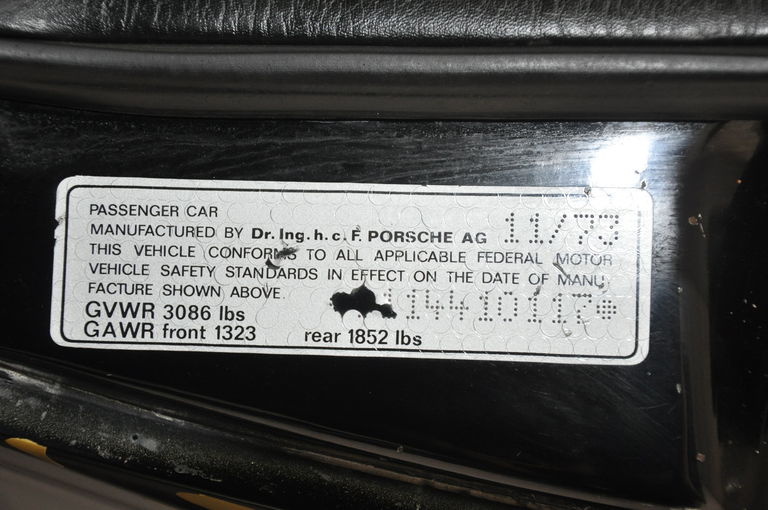 PASSENGER CAR
MANUFACTURED BY Dr. Ing. h. c. F. PORSCHE AG 11/73
THIS VEHICLE CONFORMS TO ALL APPLICABLE FEDERAL MOTOR
VEHICLE SAFETY STANDARDS IN EFFECT ON THE DATE OF MANU
FACTURE SHOWN ABOVE.
GVWR 3086 lbs
GAWR front 1323 rear 1852 lbs